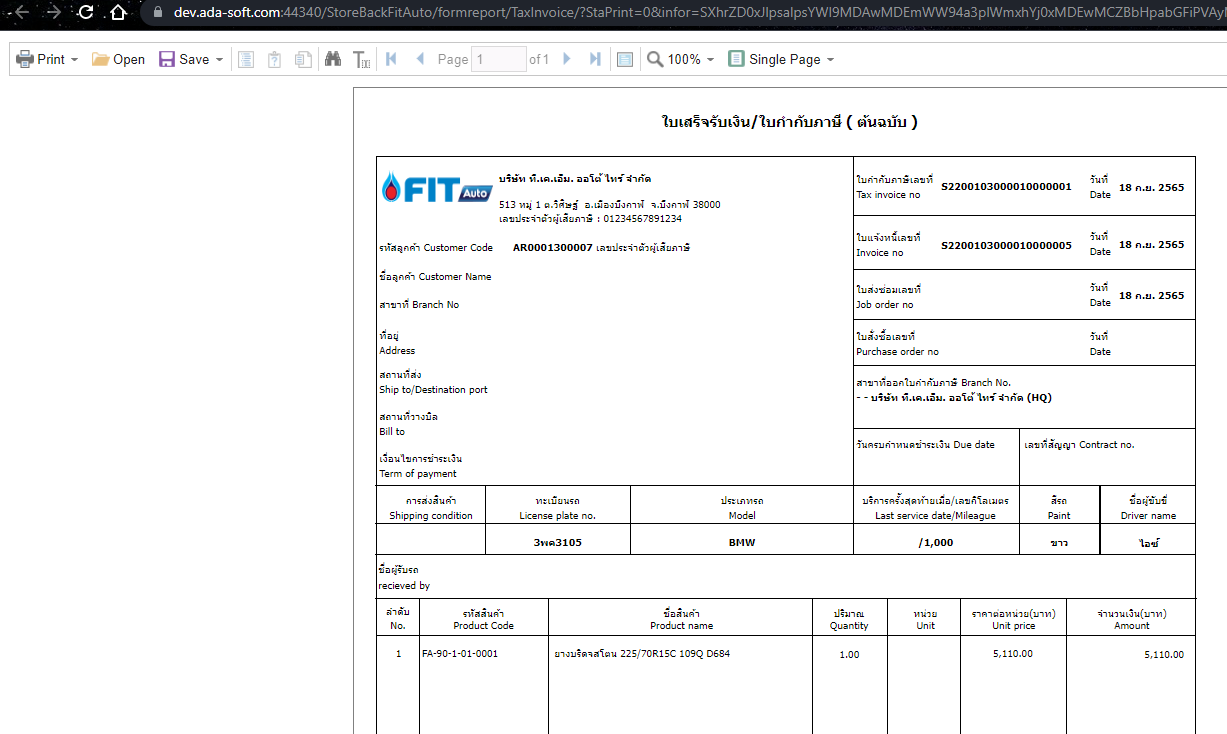 dev.ada-soft.com:44340/StoreBackFitAuto/formreport/TaxInvoice/?StaPrint=0&infor=
Print Open Save Page 1 of 1 100% Single Page
ใบเสร็จรับเงิน/ใบกำกับภาษี ( ต้นฉบับ )
FIT Auto
บริษัท ที.เค.เอ็ม. ออโต้ ไทร์ จำกัด
513 หมู่ 1 ต.วิศิษฐ์ อ.เมืองบึงกาฬ จ.บึงกาฬ 38000
เลขประจำตัวผู้เสียภาษี : 01234567891234
ใบกำกับภาษีเลขที่
Tax invoice no
S2200103000010000001
วันที่
Date
18 ก.ย. 2565
รหัสลูกค้า Customer Code AR0001300007 เลขประจำตัวผู้เสียภาษี
ใบแจ้งหนี้เลขที่
Invoice no
S2200103000010000005
วันที่
Date
18 ก.ย. 2565
ชื่อลูกค้า Customer Name
สาขาที่ Branch No
ใบส่งซ่อมเลขที่
Job order no
วันที่
Date
18 ก.ย. 2565
ที่อยู่
Address
ใบสั่งซื้อเลขที่
Purchase order no
วันที่
Date
สถานที่ส่ง
Ship to/Destination port
สาขาที่ออกใบกำกับภาษี Branch No.
- - บริษัท ที.เค.เอ็ม. ออโต้ ไทร์ จำกัด (HQ)
สถานที่วางบิล
Bill to
เงื่อนไขการชำระเงิน
Term of payment
วันครบกำหนดชำระเงิน Due date
เลขที่สัญญา Contract no.
การส่งสินค้า ทะเบียนรถ ประเภทรถ บริการครั้งสุดท้ายเมื่อ/เลขกิโลเมตร สีรถ ชื่อผู้ขับขี่
Shipping condition License plate no. Model Last service date/Mileague Paint Driver name
3พค3105 BMW /1,000 ขาว ไอซ์
ชื่อผู้รับรถ
recieved by
ลำดับ รหัสสินค้า ชื่อสินค้า ปริมาณ หน่วย ราคาต่อหน่วย(บาท) จำนวนเงิน(บาท)
No. Product Code Product name Quantity Unit Unit price Amount
1 FA-90-1-01-0001 ยางบริดจสโตน 225/70R15C 109Q D684 1.00 5,110.00 5,110.00